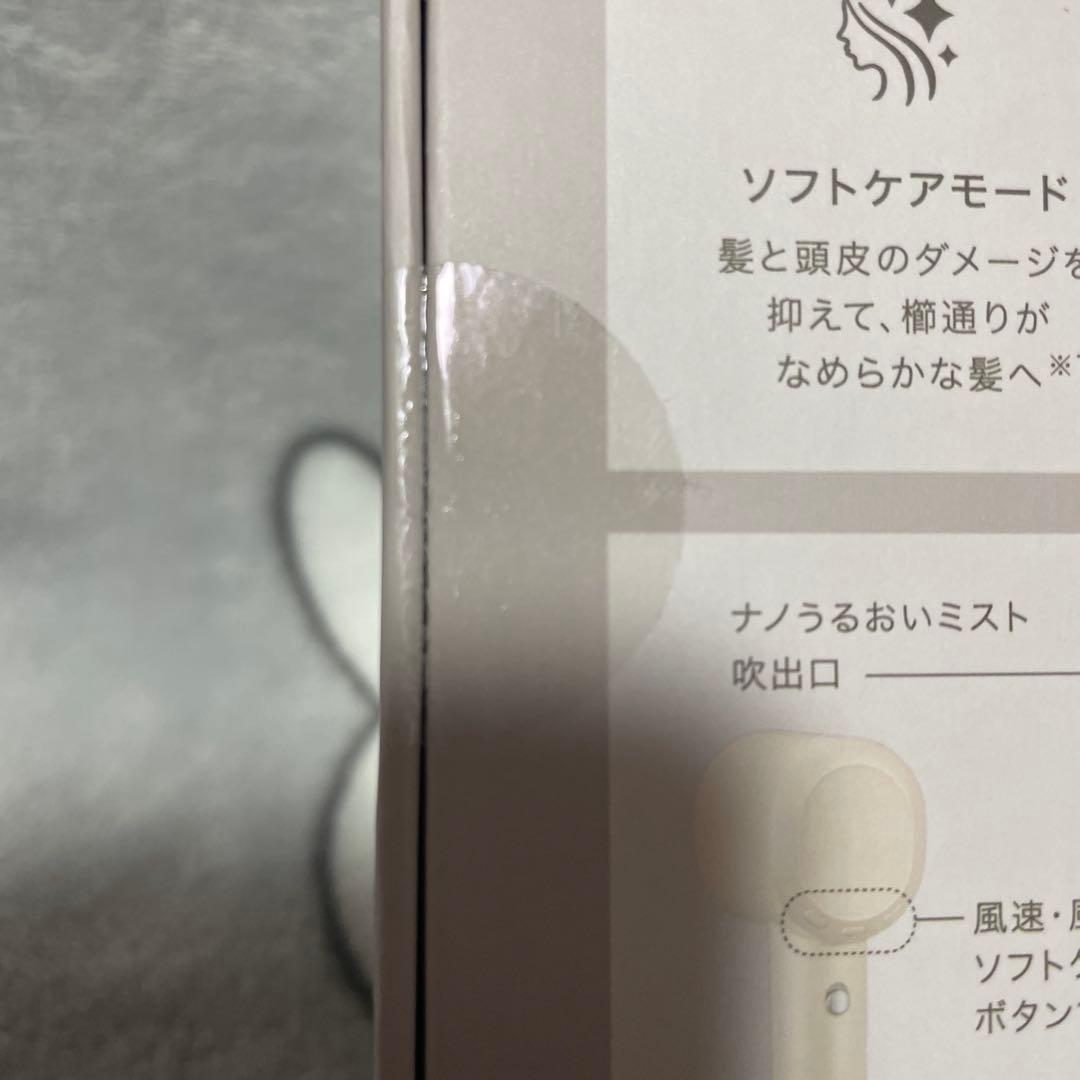 ソフトケアモード
髪と頭皮のダメージを
抑えて、櫛通りが
なめらかな髪へ※
ナノうるおいミスト
吹出口
風速・
ソフトケ
ボタン